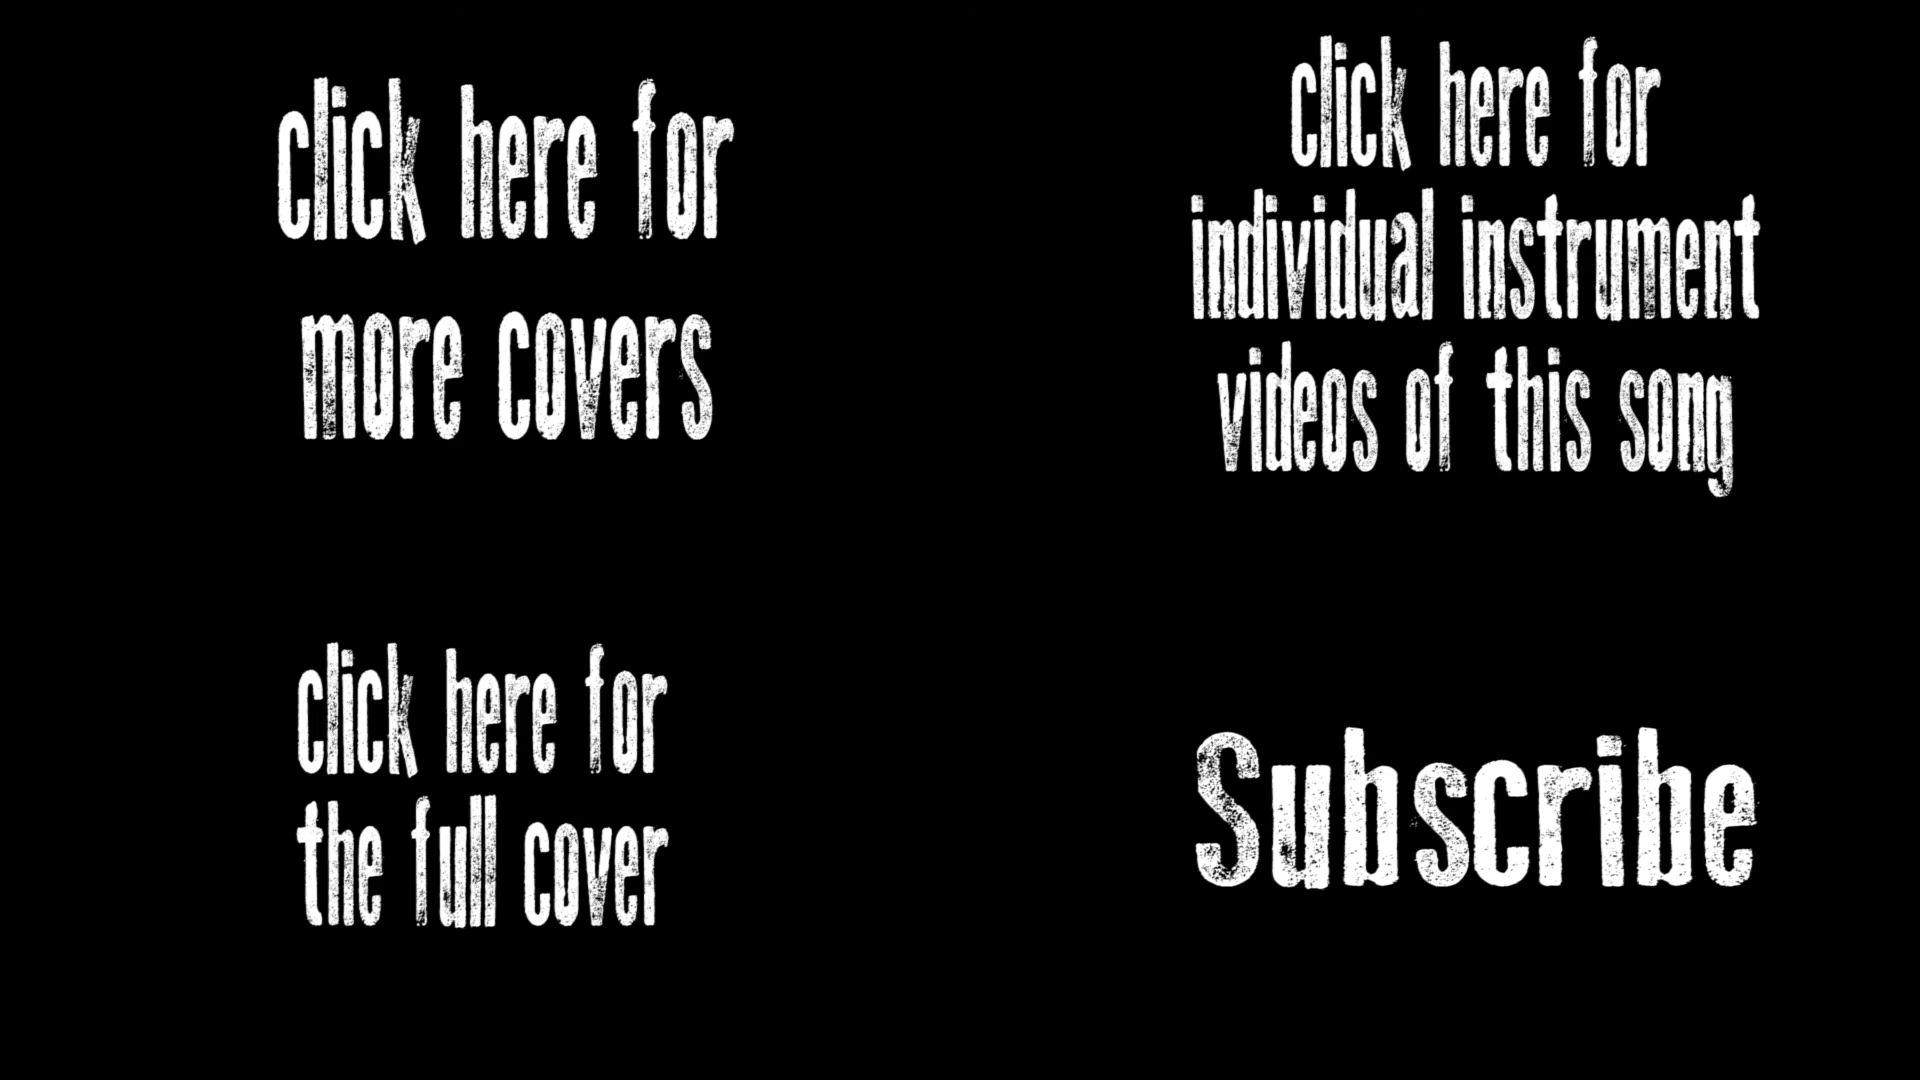 click here for
more covers
click here for
individual instrument
videos of this song
click here for
the full cover
Subscribe